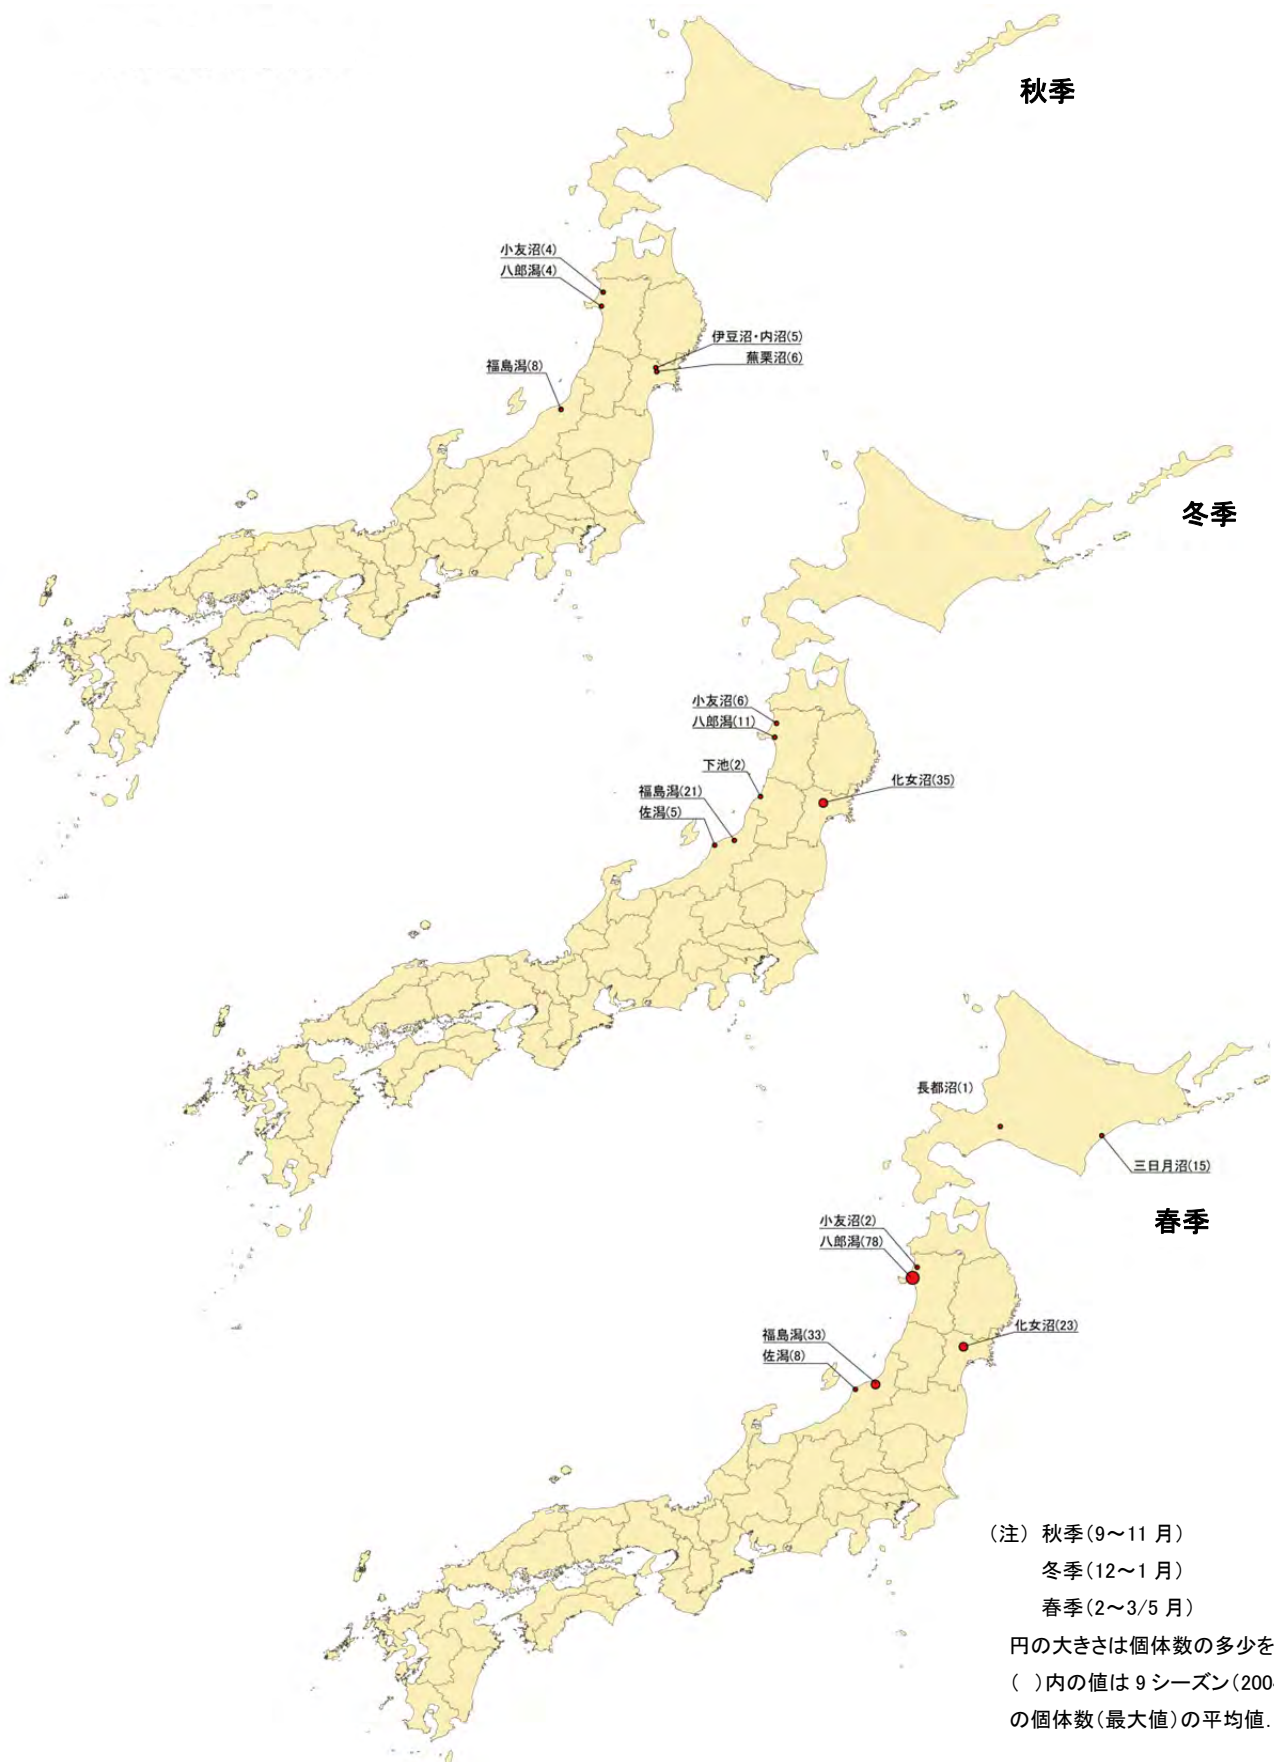 秋季
小友沼(4)
八郎潟(4)
伊豆沼・内沼(5)
蕪栗沼(6)
福島潟(8)
冬季
小友沼(6)
八郎潟(11)
下池(2)
化女沼(35)
福島潟(21)
佐潟(5)
長都沼(1)
三日月沼(15)
春季
小友沼(2)
八郎潟(78)
化女沼(23)
福島潟(33)
佐潟(8)
（注） 秋季(9～11 月)
冬季(12～1 月)
春季(2～3/5 月)
円の大きさは個体数の多少を
(　)内の値は 9 シーズン(200
の個体数(最大値)の平均値.